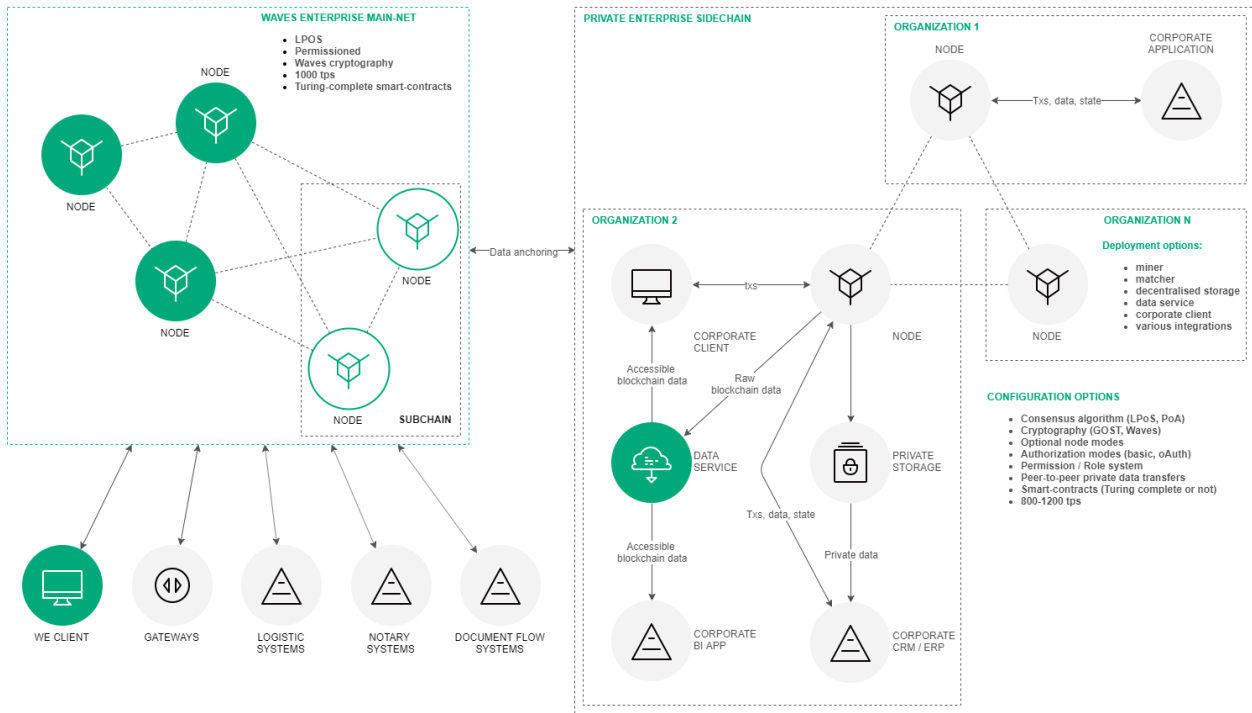 WAVES ENTERPRISE MAIN-NET
LPOS
Permissioned
Waves cryptography
1000 tps
Turing-complete smart-contracts
NODE
NODE
NODE
NODE
NODE
SUBCHAIN
Data anchoring
WE CLIENT
GATEWAYS
LOGISTIC
SYSTEMS
NOTARY
SYSTEMS
DOCUMENT FLOW
SYSTEMS
PRIVATE ENTERPRISE SIDECHAIN
ORGANIZATION 1
NODE
CORPORATE
APPLICATION
Txs, data, state
ORGANIZATION 2
txs
CORPORATE
CLIENT
NODE
Accessible
blockchain data
Raw
blockchain data
DATA
SERVICE
PRIVATE
STORAGE
Txs, data, state
Accessible
blockchain data
Private data
CORPORATE
BI APP
CORPORATE
CRM / ERP
ORGANIZATION N
Deployment options:
miner
matcher
decentralised storage
data service
corporate client
various integrations
NODE
CONFIGURATION OPTIONS
Consensus algorithm (LPoS, PoA)
Cryptography (GOST, Waves)
Optional node modes
Authorization modes (basic, oAuth)
Permission / Role system
Peer-to-peer private data transfers
Smart-contracts (Turing complete or not)
800-1200 tps